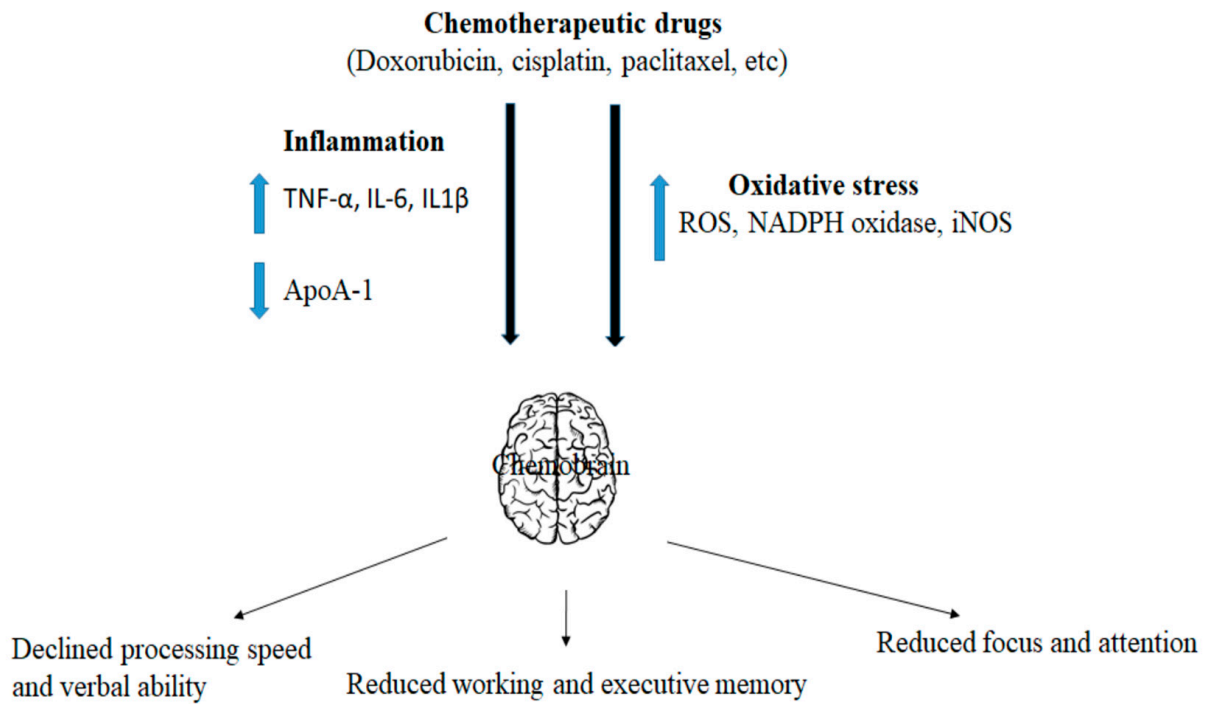 Chemotherapeutic drugs
(Doxorubicin, cisplatin, paclitaxel, etc)
Inflammation
TNF-α, IL-6, IL1β
ApoA-1
Oxidative stress
ROS, NADPH oxidase, iNOS
Chemobrain
Declined processing speed
and verbal ability
Reduced working and executive memory
Reduced focus and attention